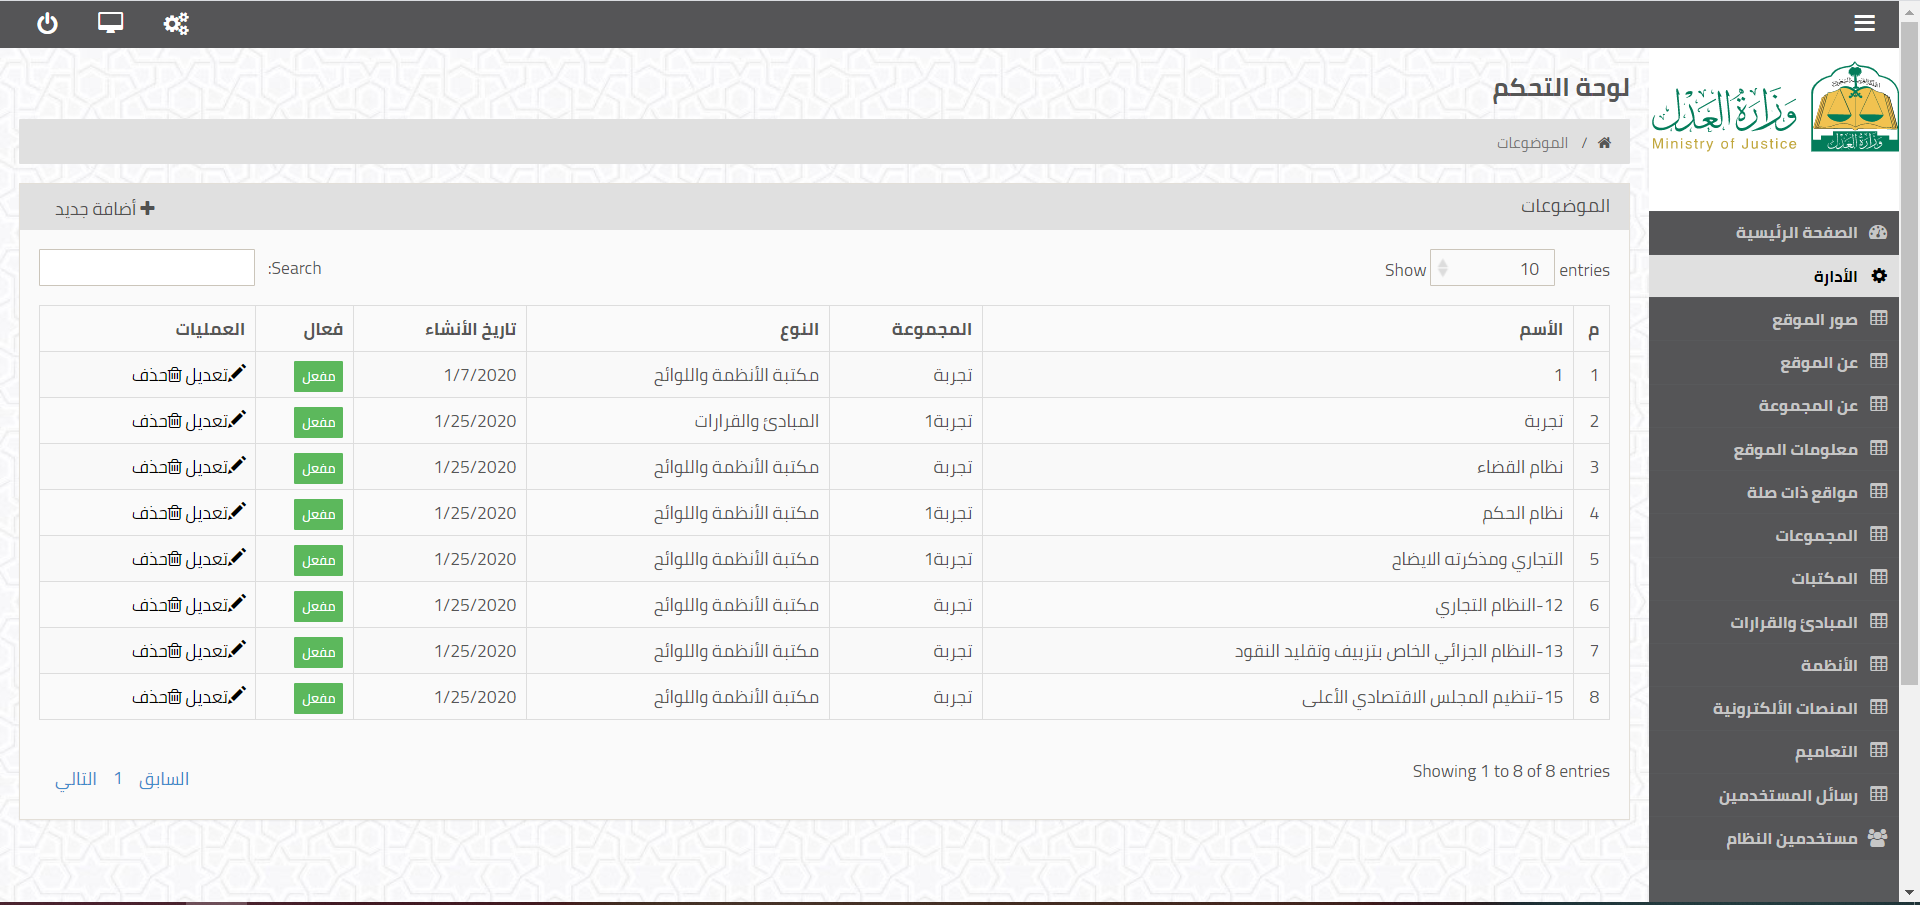 وزارة العدل
Ministry of Justice
وزارة العدل
لوحة التحكم
/ الموضوعات
الموضوعات
أضافة جديد
Show 10 entries
Search:
م الأسم المجموعة النوع تاريخ الأنشاء فعال العمليات
1 1 تجربة مكتبة الأنظمة واللوائح 1/7/2020 مفعل تعديل حذف
2 تجربة تجربة1 المبادئ والقرارات 1/25/2020 مفعل تعديل حذف
3 نظام القضاء تجربة مكتبة الأنظمة واللوائح 1/25/2020 مفعل تعديل حذف
4 نظام الحكم تجربة1 مكتبة الأنظمة واللوائح 1/25/2020 مفعل تعديل حذف
5 التجاري ومذكرته الايضاح تجربة1 مكتبة الأنظمة واللوائح 1/25/2020 مفعل تعديل حذف
6 12-النظام التجاري تجربة مكتبة الأنظمة واللوائح 1/25/2020 مفعل تعديل حذف
7 13-النظام الجزائي الخاص بتزييف وتقليد النقود تجربة مكتبة الأنظمة واللوائح 1/25/2020 مفعل تعديل حذف
8 15-تنظيم المجلس الاقتصادي الأعلى تجربة مكتبة الأنظمة واللوائح 1/25/2020 مفعل تعديل حذف
Showing 1 to 8 of 8 entries
السابق 1 التالي
الصفحة الرئيسية
الأدارة
صور الموقع
عن الموقع
عن المجموعة
معلومات الموقع
مواقع ذات صلة
المجموعات
المكتبات
المبادئ والقرارات
الأنظمة
المنصات الألكترونية
التعاميم
رسائل المستخدمين
مستخدمين النظام